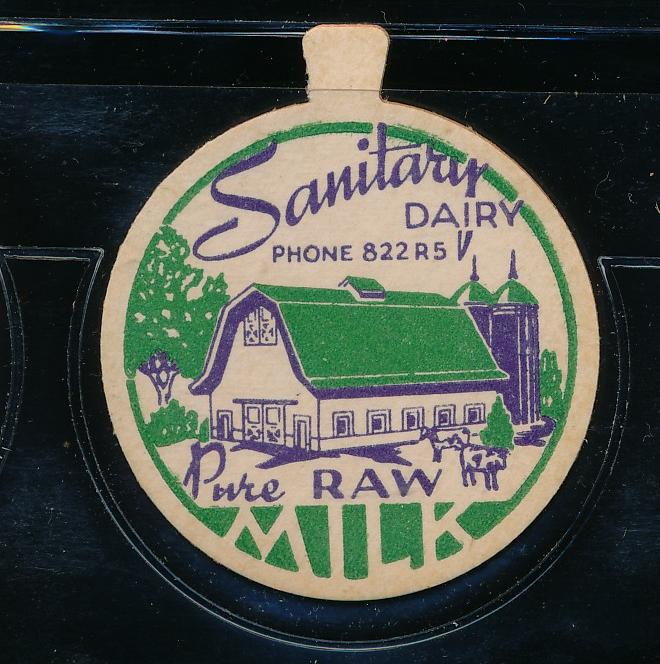 Sanitary
DAIRY
PHONE 822R5
Pure RAW
MILK